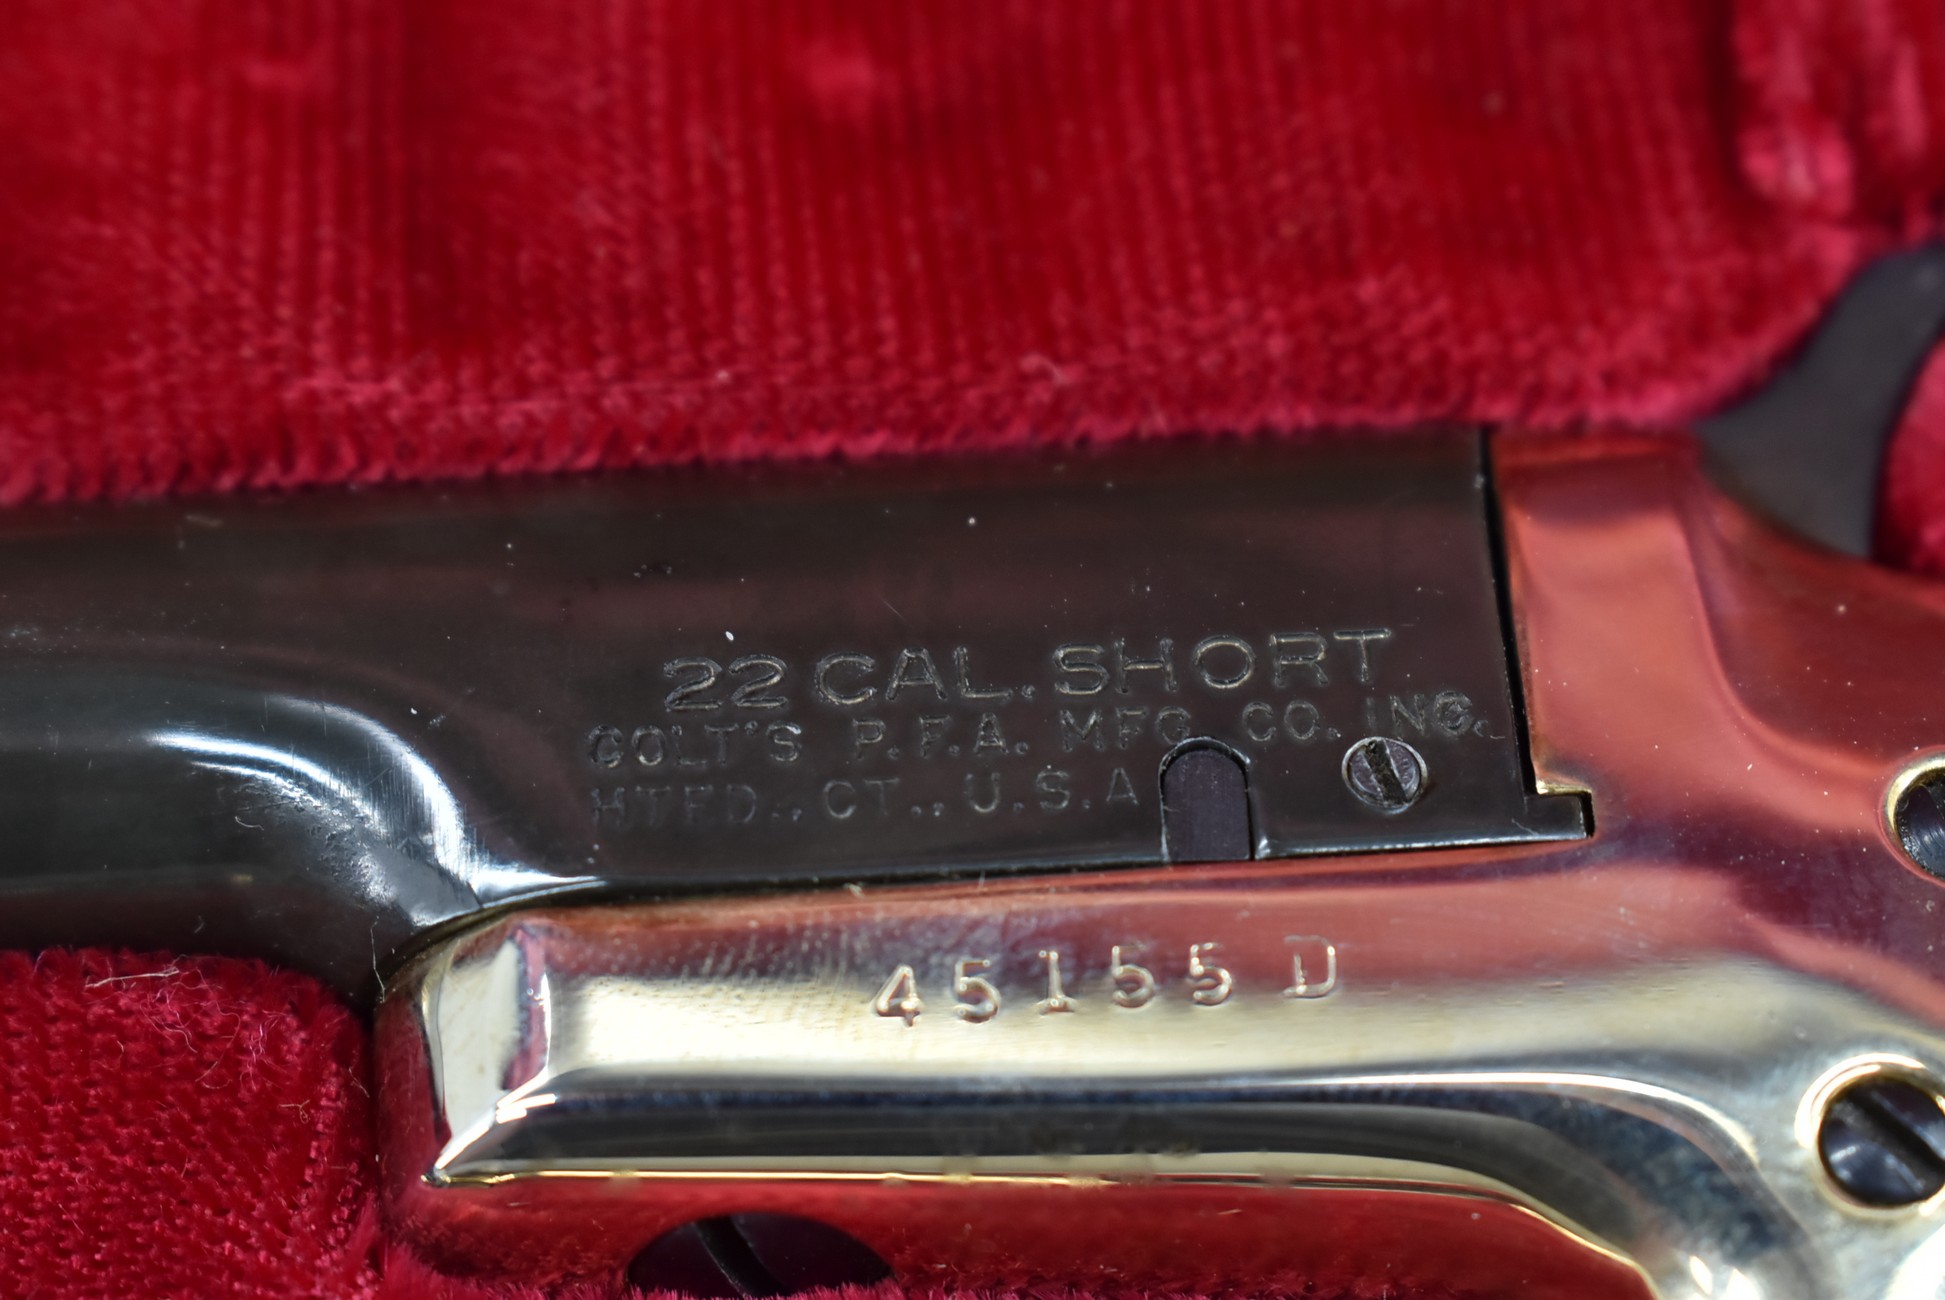 22 CAL. SHORT
COLT'S P.F.A. MFG. CO. INC.
HTFD., CT., U.S.A
45155 D